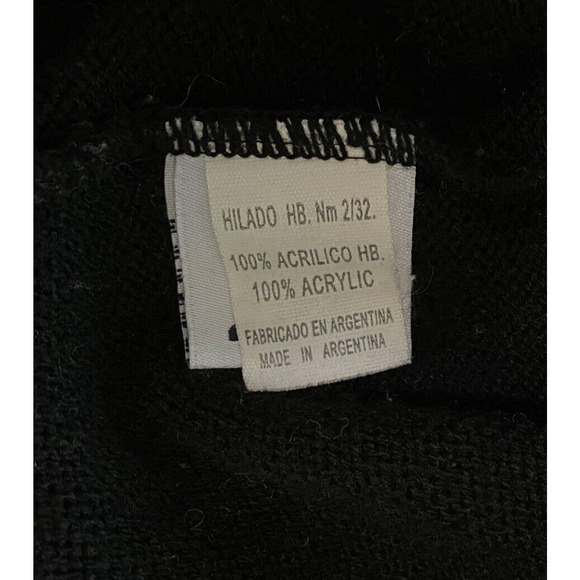 HILADO HB. Nm 2/32.
100% ACRILICO HB.
100% ACRYLIC
FABRICADO EN ARGENTINA
MADE IN ARGENTINA